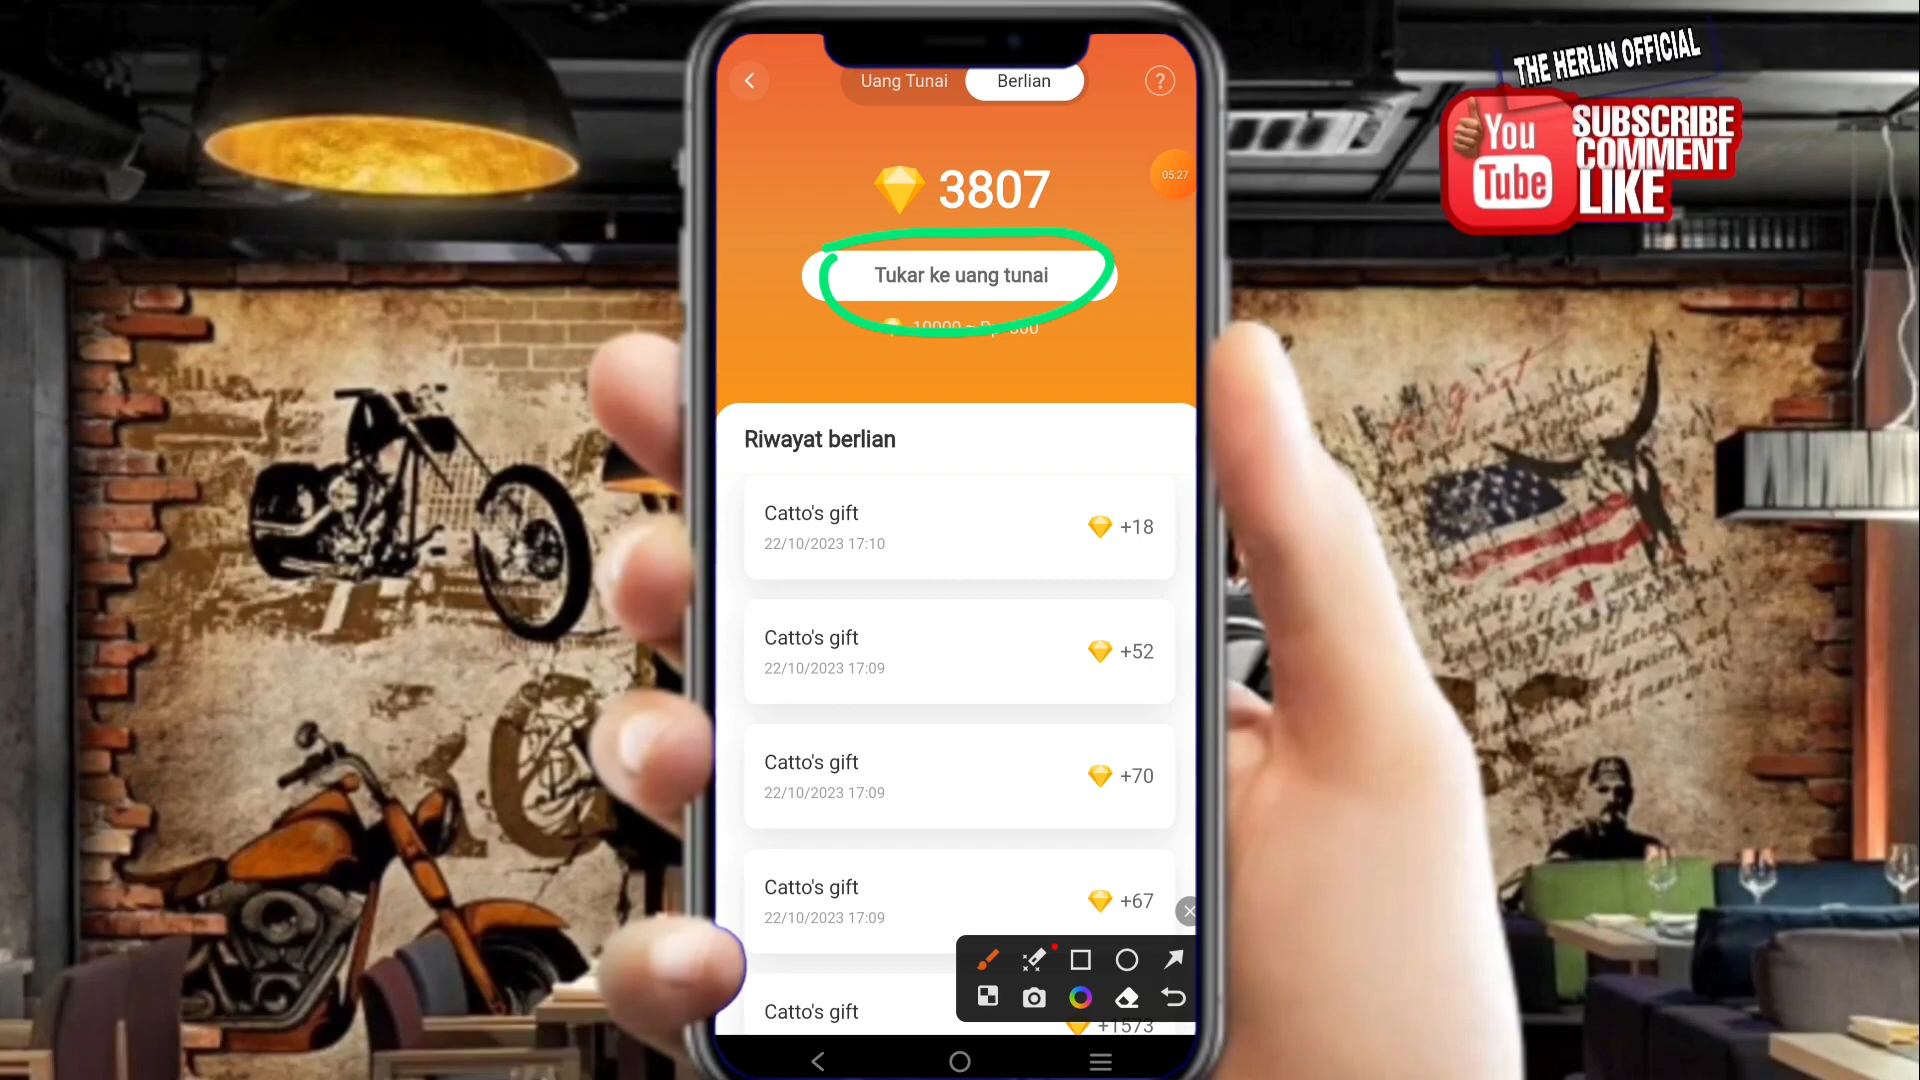 THE HERLIN OFFICIAL
You
Tube
SUBSCRIBE
COMMENT
LIKE
Uang Tunai
Berlian
?
3807
05:27
Tukar ke uang tunai
Riwayat berlian
Catto's gift
22/10/2023 17:10
+18
Catto's gift
22/10/2023 17:09
+52
Catto's gift
22/10/2023 17:09
+70
Catto's gift
22/10/2023 17:09
+67
Catto's gift
+1573